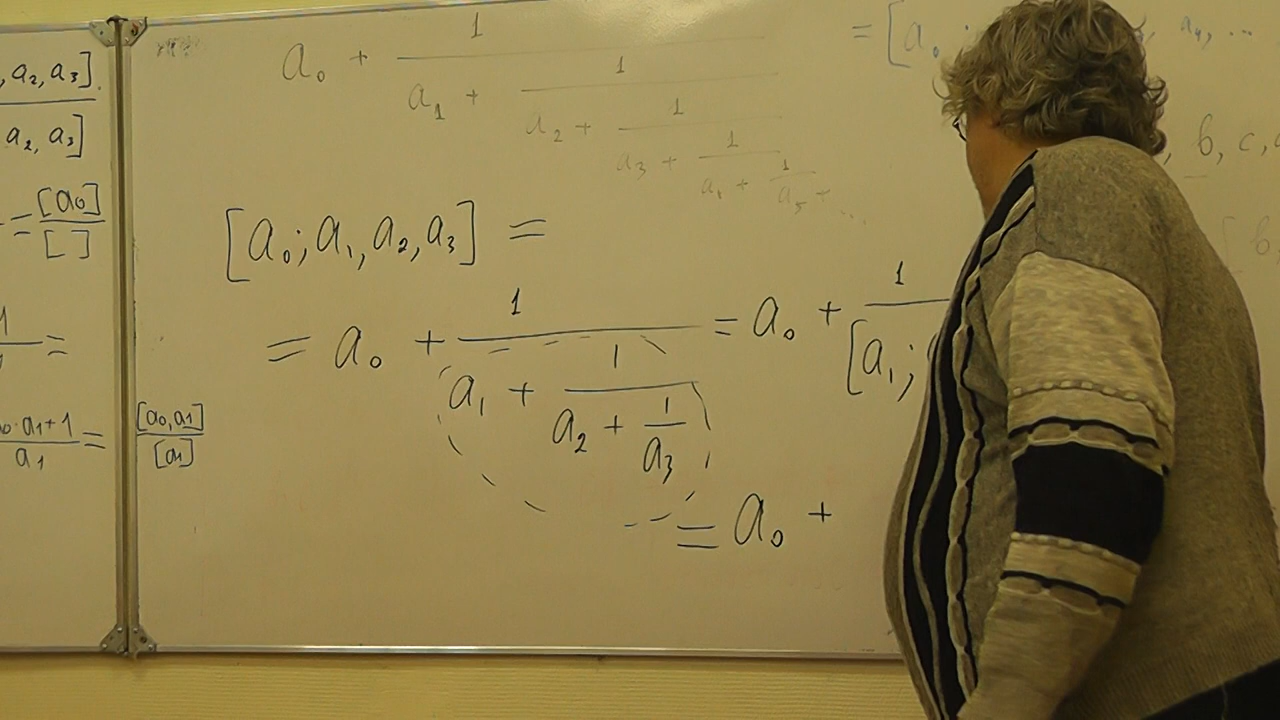 , a₂, a₃]
a₂, a₃]
= [a₀] / [ ]
1
=
a₀·a₁+1 / a₁ = [a₀, a₁] / [a₁]
a₀ + 1 / (a₁ + 1 / (a₂ + 1 / (a₃ + 1 / (a₄ + 1 / (a₅ + ...
[a₀; a₁, a₂, a₃] =
= a₀ + 1 / (a₁ + 1 / (a₂ + 1 / a₃)) = a₀ + 1 / [a₁;
= a₀ +
= [a₀ ; , a₄, ...
, b, c,
[ b,